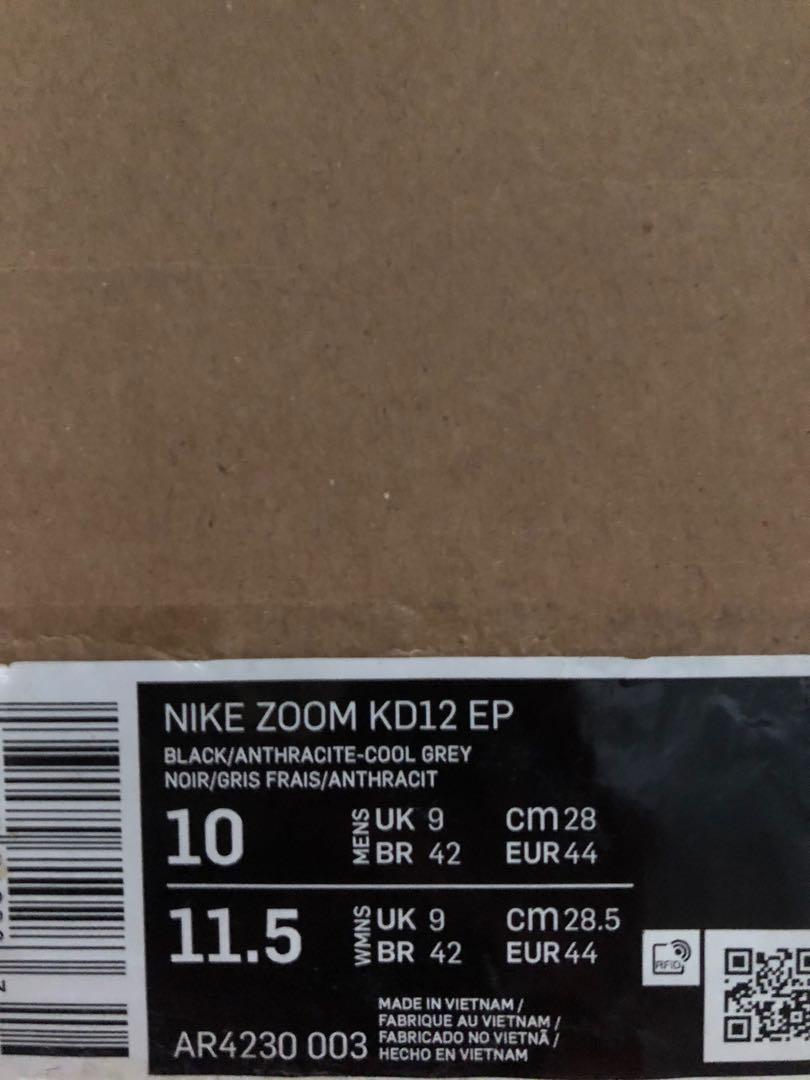 NIKE ZOOM KD12 EP
BLACK/ANTHRACITE-COOL GREY
NOIR/GRIS FRAIS/ANTHRACIT
10 MENS UK 9 cm 28
BR 42 EUR 44
11.5 WMNS UK 9 cm 28.5
BR 42 EUR 44
RFID
MADE IN VIETNAM /
FABRIQUE AU VIETNAM /
FABRICADO NO VIETNÃ /
HECHO EN VIETNAM
AR4230 003